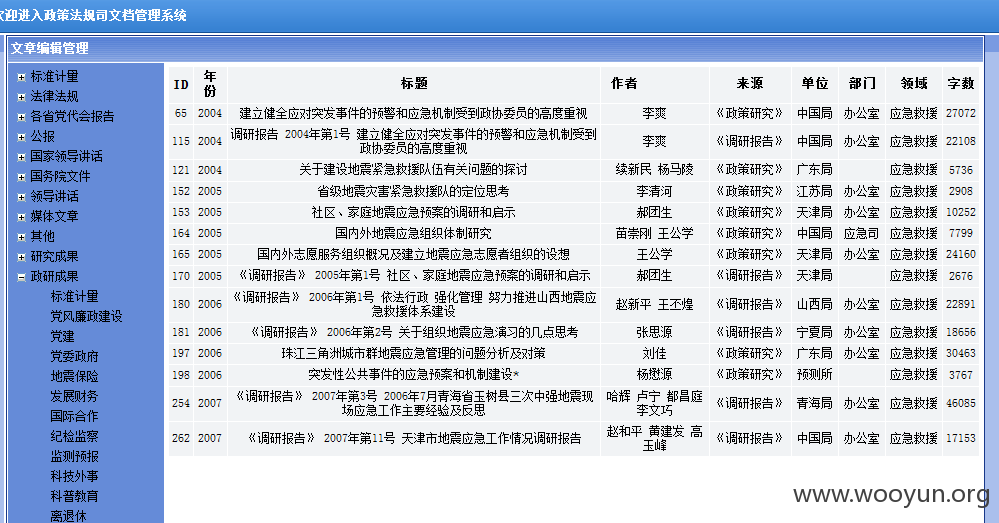 欢迎进入政策法规司文档管理系统
文章编辑管理
标准计量
法律法规
各省党代会报告
公报
国家领导讲话
国务院文件
领导讲话
媒体文章
其他
研究成果
政研成果
标准计量
党风廉政建设
党建
党委政府
地震保险
发展财务
国际合作
纪检监察
监测预报
科技外事
科普教育
离退休
ID 年份 标题 作者 来源 单位 部门 领域 字数
65 2004 建立健全应对突发事件的预警和应急机制受到政协委员的高度重视 李爽 《政策研究》 中国局 办公室 应急救援 27072
115 2004 调研报告 2004年第1号 建立健全应对突发事件的预警和应急机制受到政协委员的高度重视 李爽 《调研报告》 中国局 办公室 应急救援 22108
121 2004 关于建设地震紧急救援队伍有关问题的探讨 续新民 杨马陵 《政策研究》 广东局 应急救援 5736
152 2005 省级地震灾害紧急救援队的定位思考 李清河 《政策研究》 江苏局 办公室 应急救援 2908
153 2005 社区、家庭地震应急预案的调研和启示 郝团生 《政策研究》 天津局 办公室 应急救援 10252
164 2005 国内外地震应急组织体制研究 苗崇刚 王公学 《政策研究》 中国局 应急司 应急救援 7799
165 2005 国内外志愿服务组织概况及建立地震应急志愿者组织的设想 王公学 《政策研究》 天津局 办公室 应急救援 24160
170 2005 《调研报告》 2005年第1号 社区、家庭地震应急预案的调研和启示 郝团生 《调研报告》 天津局 应急救援 2676
180 2006 《调研报告》 2006年第1号 依法行政 强化管理 努力推进山西地震应急救援体系建设 赵新平 王丕煌 《调研报告》 山西局 办公室 应急救援 22891
181 2006 《调研报告》 2006年第2号 关于组织地震应急演习的几点思考 张思源 《调研报告》 宁夏局 办公室 应急救援 18656
197 2006 珠江三角洲城市群地震应急管理的问题分析及对策 刘佳 《政策研究》 广东局 办公室 应急救援 30463
198 2006 突发性公共事件的应急预案和机制建设* 杨懋源 《政策研究》 预测所 应急救援 3767
254 2007 《调研报告》 2007年第3号 2006年7月青海省玉树县三次中强地震现场应急工作主要经验及反思 哈辉 卢宁 都昌庭 李文巧 《调研报告》 青海局 办公室 应急救援 46085
262 2007 《调研报告》 2007年第11号 天津市地震应急工作情况调研报告 赵和平 黄建发 高玉峰 《调研报告》 中国局 办公室 应急救援 17153
www.wooyun.org